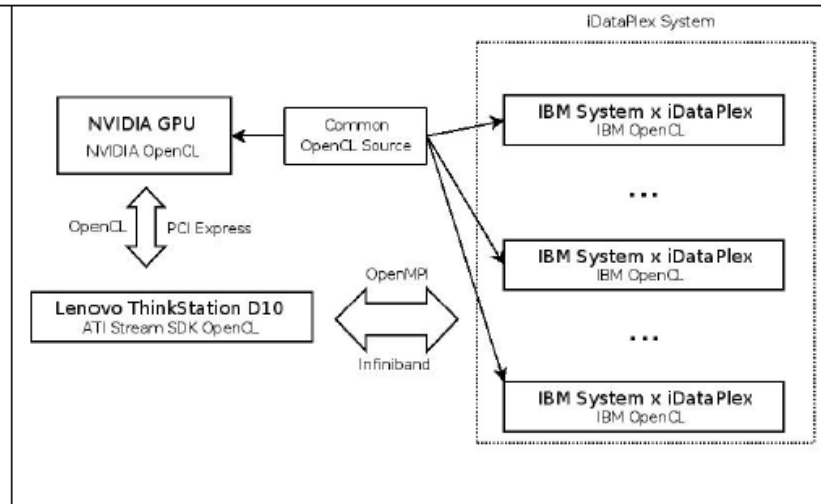 iDataPlex System
NVIDIA GPU
NVIDIA OpenCL
Common
OpenCL Source
IBM System x iDataPlex
IBM OpenCL
...
OpenCL
PCI Express
IBM System x iDataPlex
IBM OpenCL
OpenMPI
Lenovo ThinkStation D10
ATI Stream SDK OpenCL
Infiniband
...
IBM System x iDataPlex
IBM OpenCL